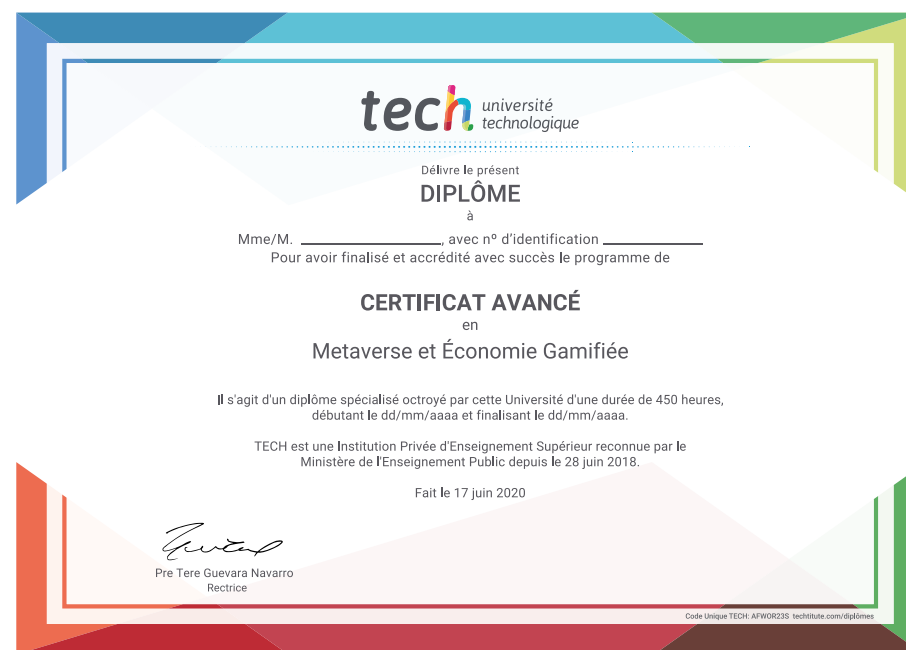 tech université
technologique
Délivre le présent
DIPLÔME
à
Mme/M. ____________________, avec nº d'identification ______________
Pour avoir finalisé et accrédité avec succès le programme de
CERTIFICAT AVANCÉ
en
Metaverse et Économie Gamifiée
Il s'agit d'un diplôme spécialisé octroyé par cette Université d'une durée de 450 heures,
débutant le dd/mm/aaaa et finalisant le dd/mm/aaaa.
TECH est une Institution Privée d'Enseignement Supérieur reconnue par le
Ministère de l'Enseignement Public depuis le 28 juin 2018.
Fait le 17 juin 2020
Pre Tere Guevara Navarro
Rectrice
Code Unique TECH: AFWOR23S techtitute.com/diplômes